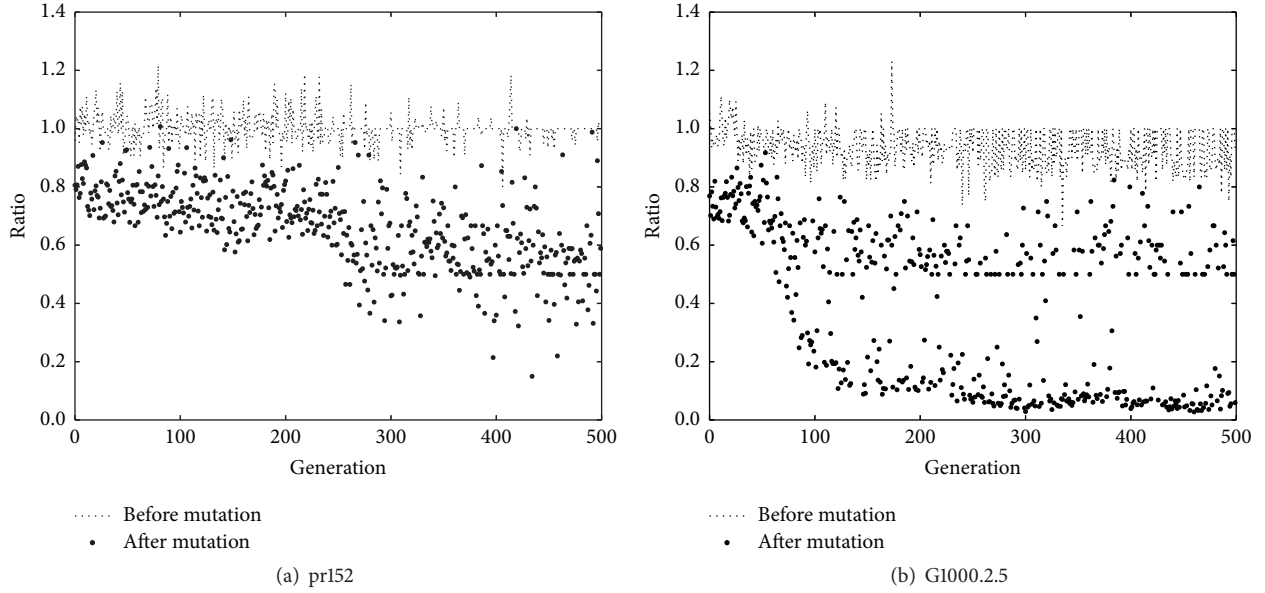 1.4
1.2
1.0
0.8
0.6
0.4
0.2
0.0
Ratio
0 100 200 300 400 500
Generation
Before mutation
After mutation
(a) pr152
1.4
1.2
1.0
0.8
0.6
0.4
0.2
0.0
Ratio
0 100 200 300 400 500
Generation
Before mutation
After mutation
(b) G1000.2.5